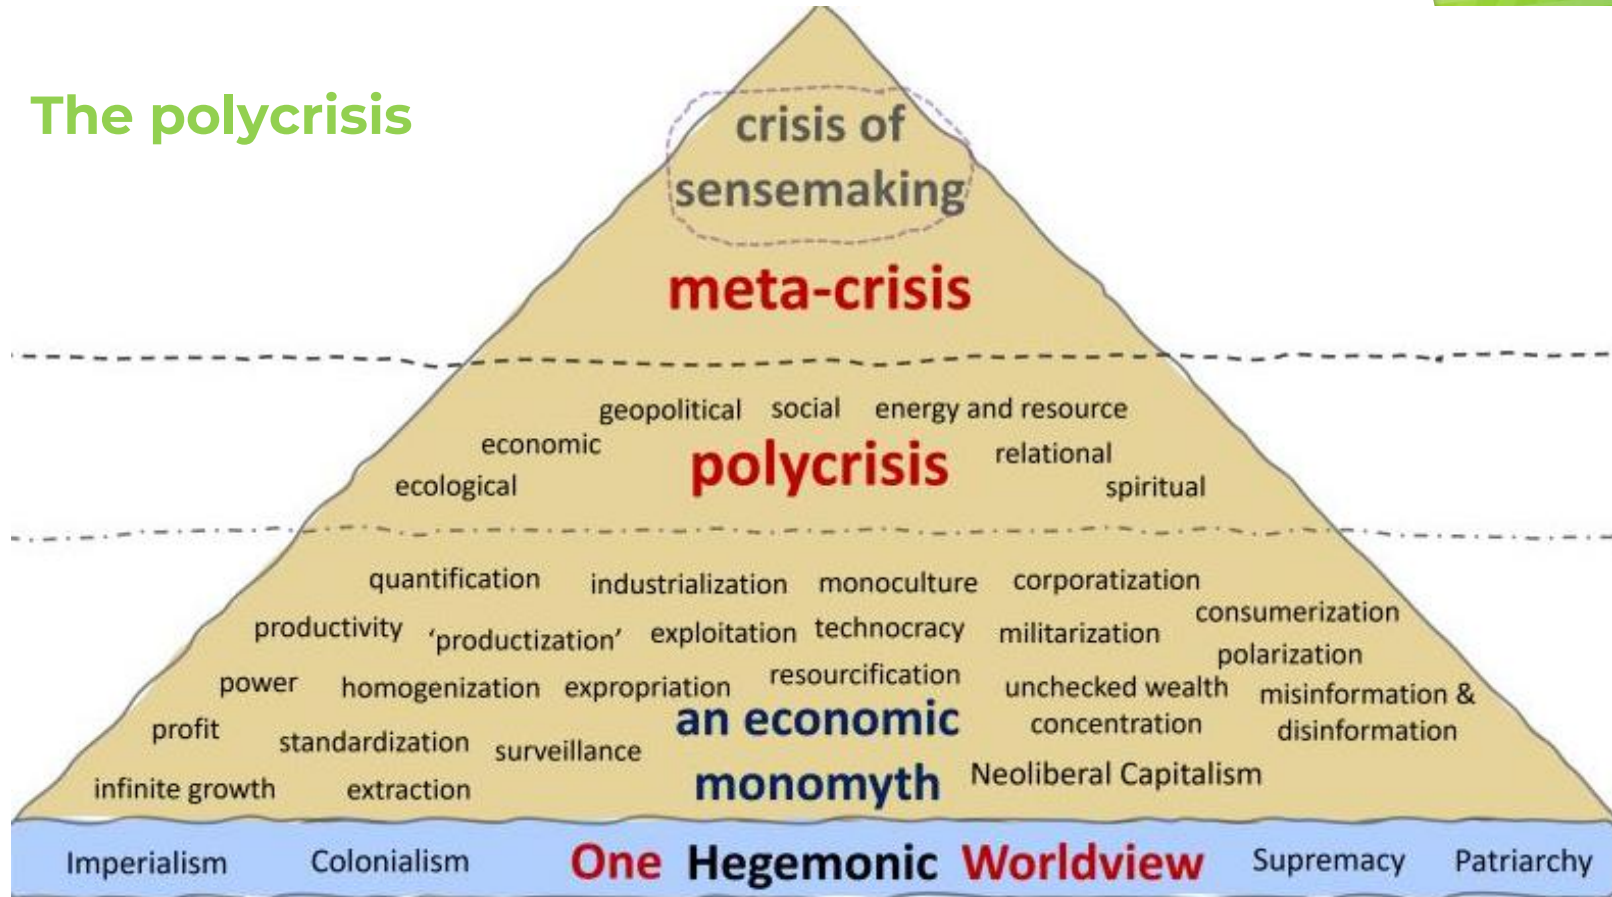 The polycrisis
crisis of
sensemaking
meta-crisis
geopolitical social energy and resource
economic polycrisis relational
ecological spiritual
quantification industrialization monoculture corporatization
consumerization
productivity ‘productization’ exploitation technocracy militarization
polarization
power homogenization expropriation resourcification unchecked wealth misinformation &
profit an economic concentration disinformation
standardization surveillance
infinite growth extraction monomyth Neoliberal Capitalism
Imperialism Colonialism One Hegemonic Worldview Supremacy Patriarchy